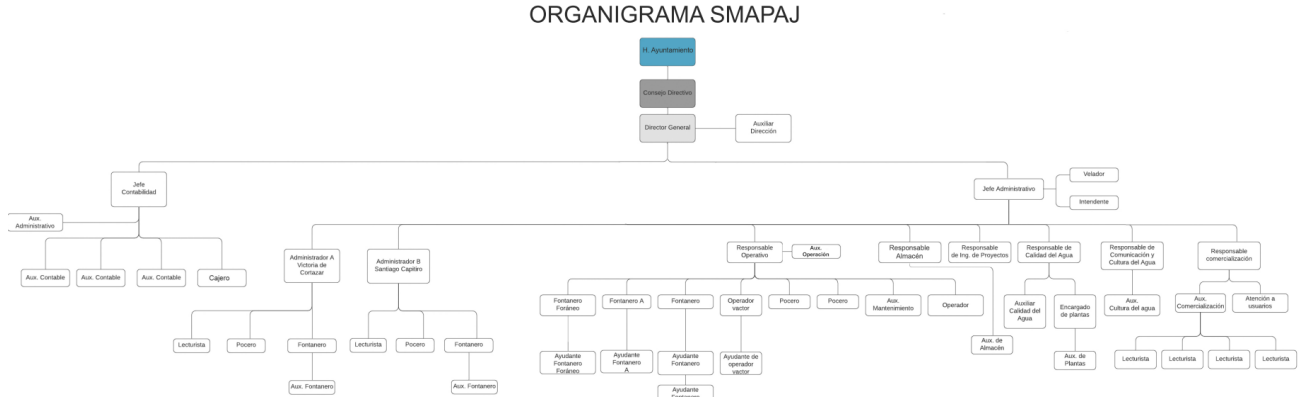 ORGANIGRAMA SMAPAJ
H. Ayuntamiento
Consejo Directivo
Director General
Auxiliar
Dirección
Jefe
Contabilidad
Jefe Administrativo
Velador
Intendente
Aux.
Administrativo
Aux. Contable
Aux. Contable
Aux. Contable
Cajero
Administrador A
Victoria de
Cortazar
Administrador B
Santiago Capitiro
Responsable
Operativo
Aux.
Operación
Responsable
Almacén
Responsable
de Ing. de Proyectos
Responsable de
Calidad del Agua
Responsable de
Comunicación y
Cultura del Agua
Responsable
comercialización
Lecturista
Pocero
Fontanero
Aux. Fontanero
Lecturista
Pocero
Fontanero
Aux. Fontanero
Fontanero
Foráneo
Fontanero A
Fontanero
Operador
vactor
Pocero
Pocero
Aux.
Mantenimiento
Operador
Ayudante
Fontanero
Foráneo
Ayudante
Fontanero
A
Ayudante
Fontanero
Ayudante de
operador
vactor
Ayudante
Fontanero
Aux. de
Almacén
Auxiliar
Calidad del
Agua
Encargado
de plantas
Aux. de
Plantas
Aux.
Cultura del agua
Aux.
Comercialización
Atención a
usuarios
Lecturista
Lecturista
Lecturista
Lecturista